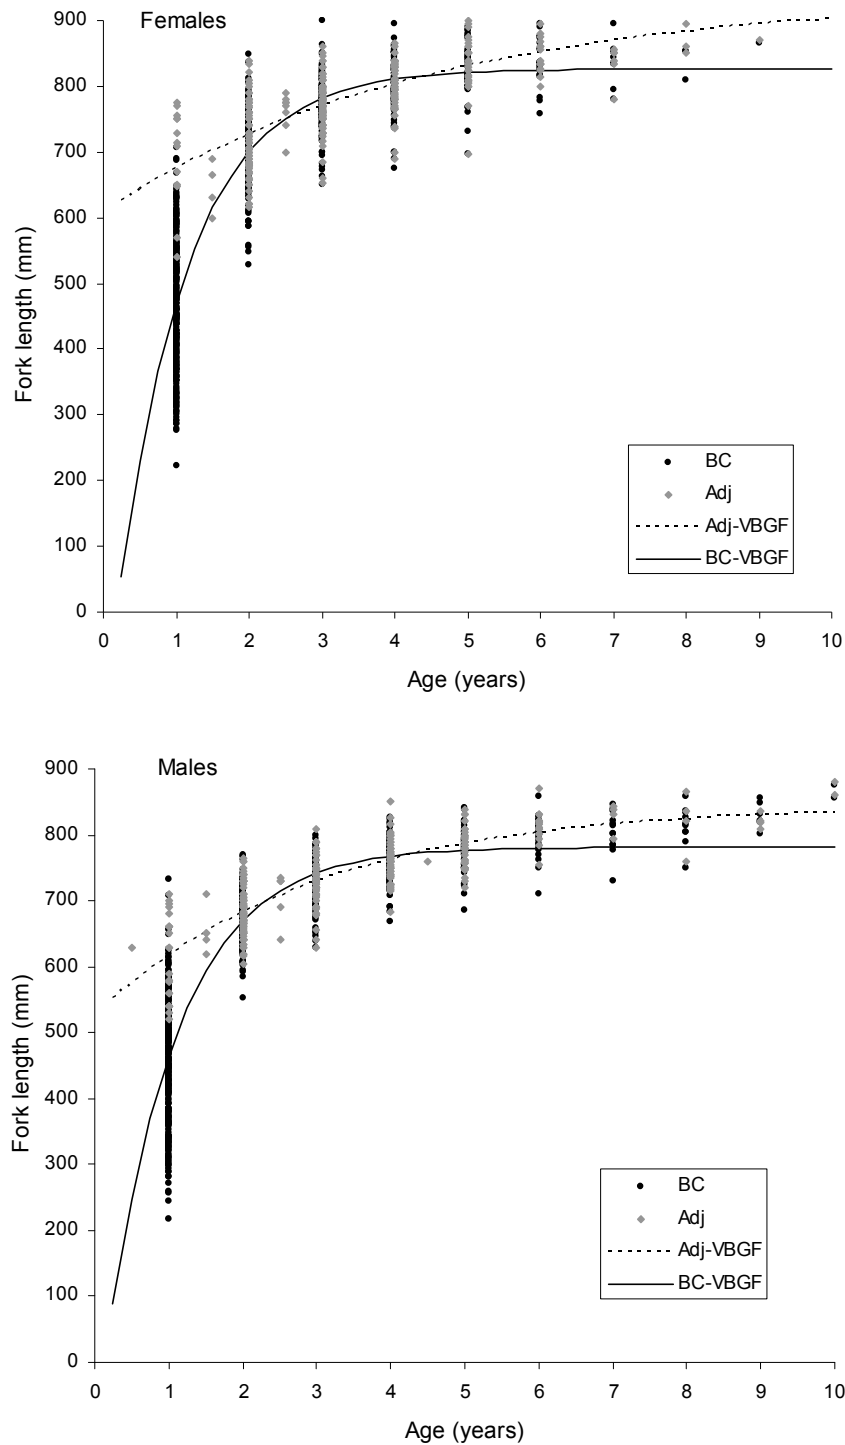 Females
900
800
700
600
500
400
300
200
100
0
Fork length (mm)
0 1 2 3 4 5 6 7 8 9 10
Age (years)
BC
Adj
Adj-VBGF
BC-VBGF
Males
900
800
700
600
500
400
300
200
100
0
Fork length (mm)
0 1 2 3 4 5 6 7 8 9 10
Age (years)
BC
Adj
Adj-VBGF
BC-VBGF